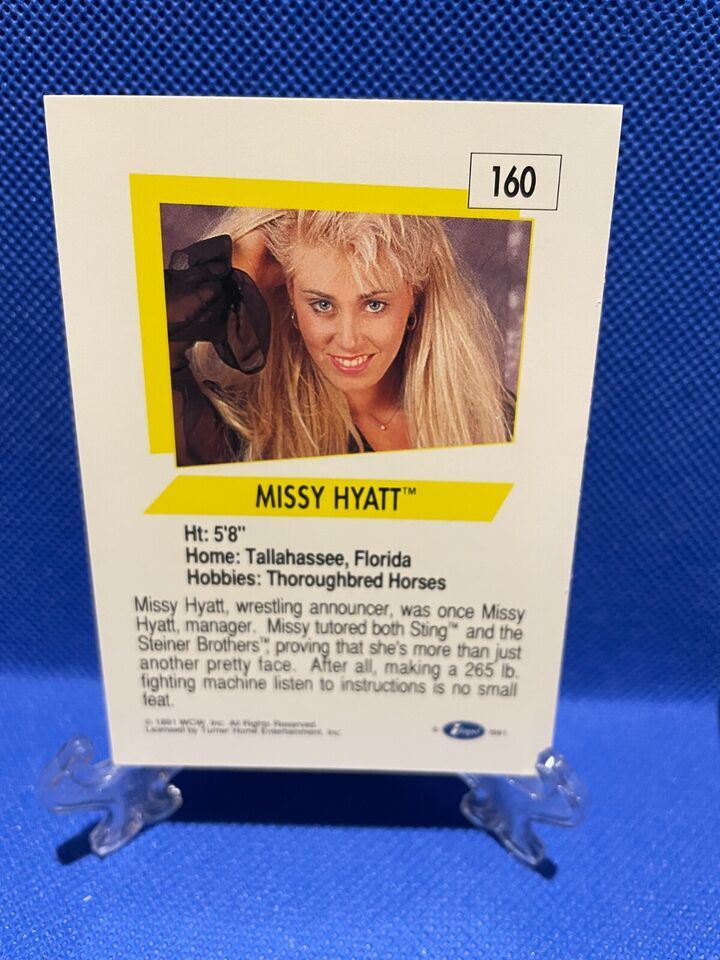 160
MISSY HYATT™
Ht: 5'8"
Home: Tallahassee, Florida
Hobbies: Thoroughbred Horses
Missy Hyatt, wrestling announcer, was once Missy
Hyatt, manager. Missy tutored both Sting™ and the
Steiner Brothers™, proving that she's more than just
another pretty face. After all, making a 265 lb.
fighting machine listen to instructions is no small
feat.
© 1991 WCW, Inc. All Rights Reserved.
Licensed by Turner Home Entertainment, Inc.
© impel 1991